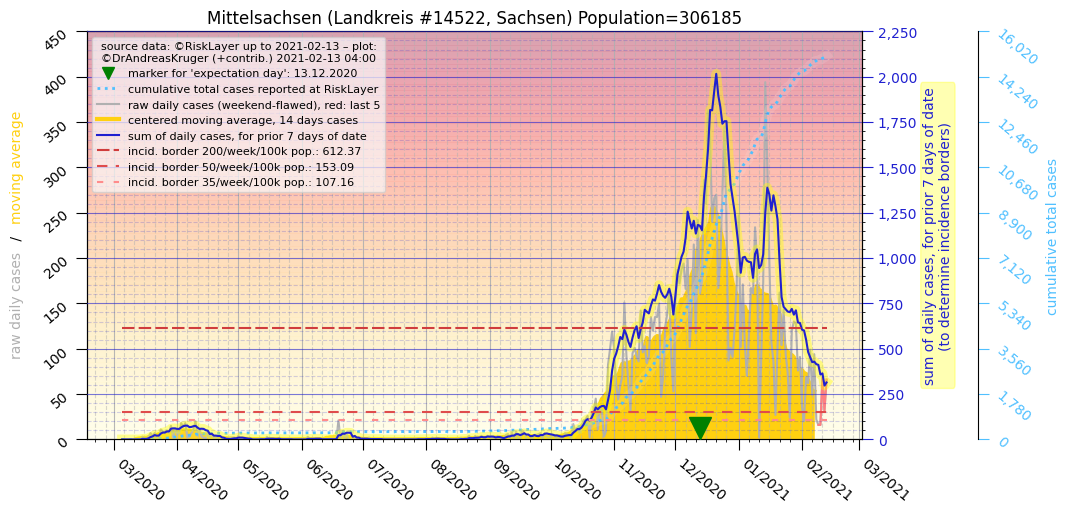 Mittelsachsen (Landkreis #14522, Sachsen) Population=306185
source data: ©RiskLayer up to 2021-02-13 – plot:
©DrAndreasKruger (+contrib.) 2021-02-13 04:00
marker for 'expectation day': 13.12.2020
cumulative total cases reported at RiskLayer
raw daily cases (weekend-flawed), red: last 5
centered moving average, 14 days cases
sum of daily cases, for prior 7 days of date
incid. border 200/week/100k pop.: 612.37
incid. border 50/week/100k pop.: 153.09
incid. border 35/week/100k pop.: 107.16
raw daily cases / moving average
450
400
350
300
250
200
150
100
50
0
03/2020
04/2020
05/2020
06/2020
07/2020
08/2020
09/2020
10/2020
11/2020
12/2020
01/2021
02/2021
03/2021
2,250
2,000
1,750
1,500
1,250
1,000
750
500
250
0
sum of daily cases, for prior 7 days of date
(to determine incidence borders)
16,020
14,240
12,460
10,680
8,900
7,120
5,340
3,560
1,780
0
cumulative total cases